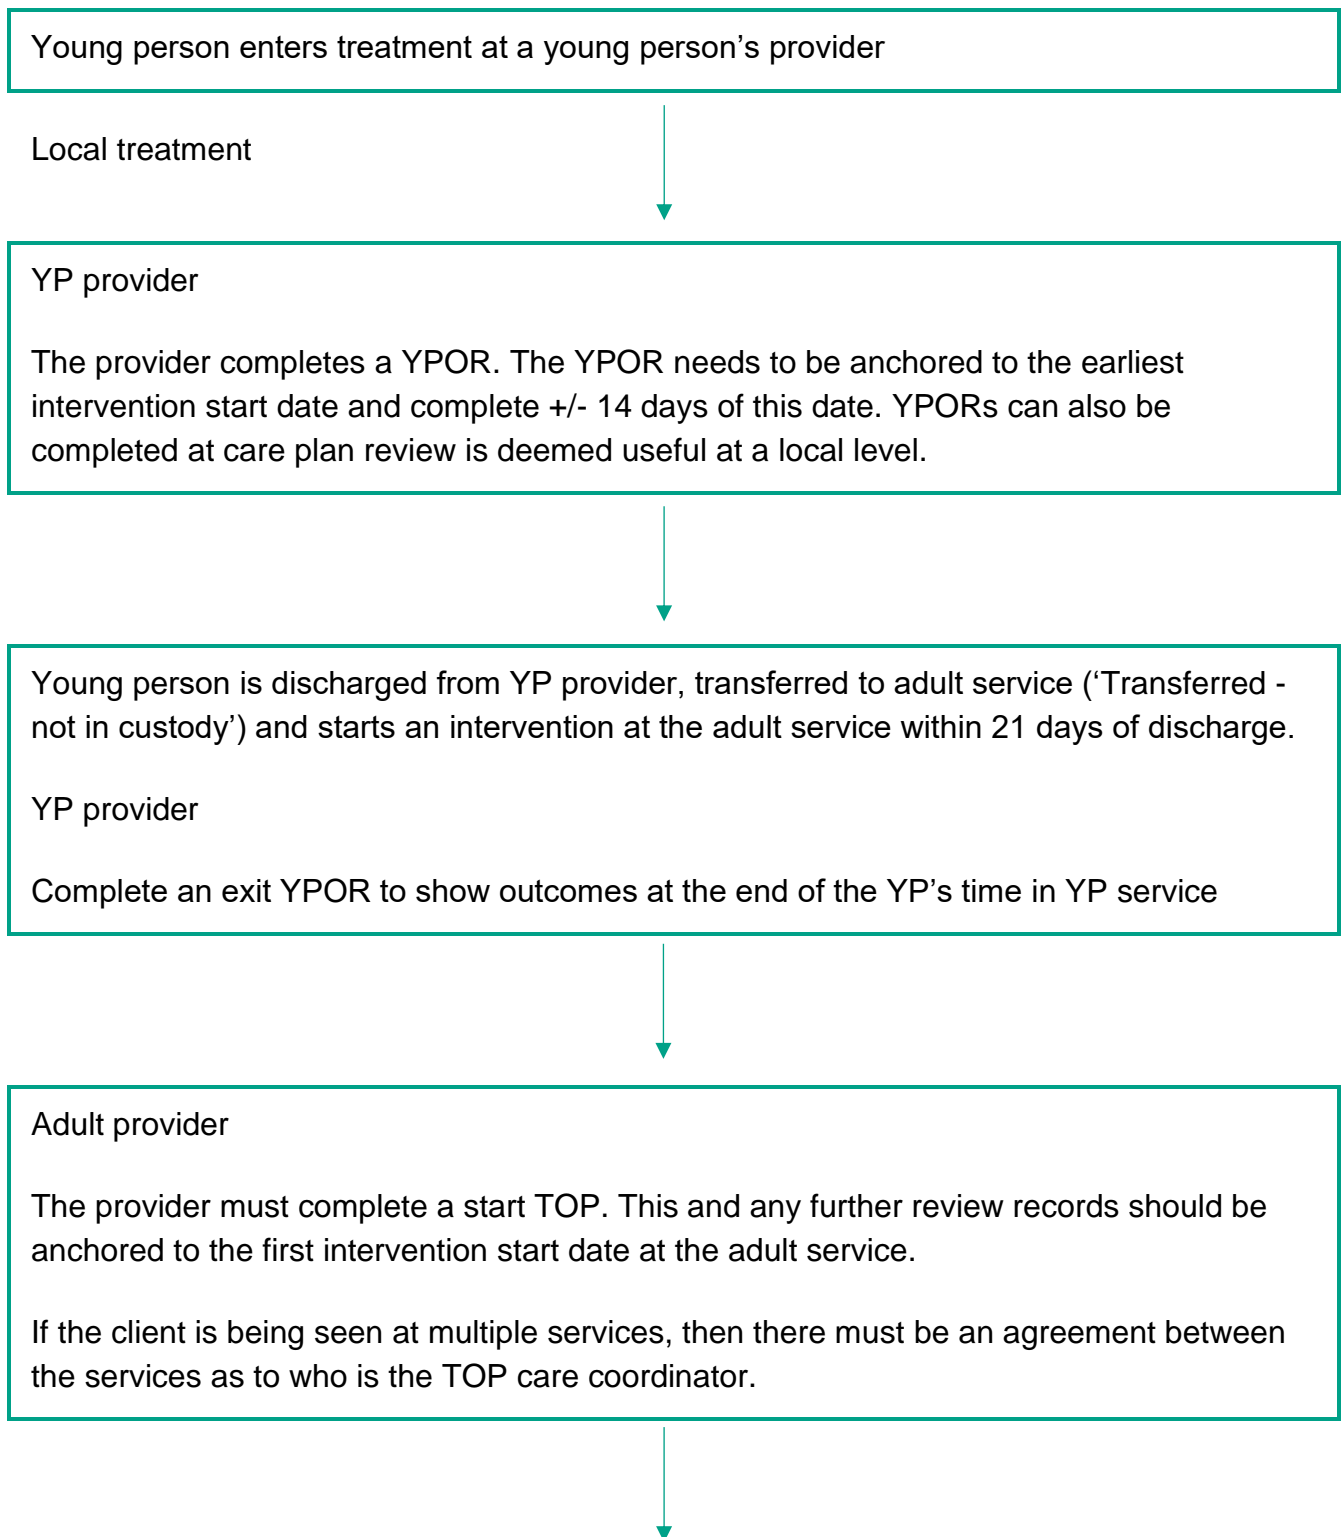 Young person enters treatment at a young person’s provider
Local treatment
YP provider
The provider completes a YPOR. The YPOR needs to be anchored to the earliest
intervention start date and complete +/- 14 days of this date. YPORs can also be
completed at care plan review is deemed useful at a local level.
Young person is discharged from YP provider, transferred to adult service (‘Transferred -
not in custody’) and starts an intervention at the adult service within 21 days of discharge.
YP provider
Complete an exit YPOR to show outcomes at the end of the YP’s time in YP service
Adult provider
The provider must complete a start TOP. This and any further review records should be
anchored to the first intervention start date at the adult service.
If the client is being seen at multiple services, then there must be an agreement between
the services as to who is the TOP care coordinator.